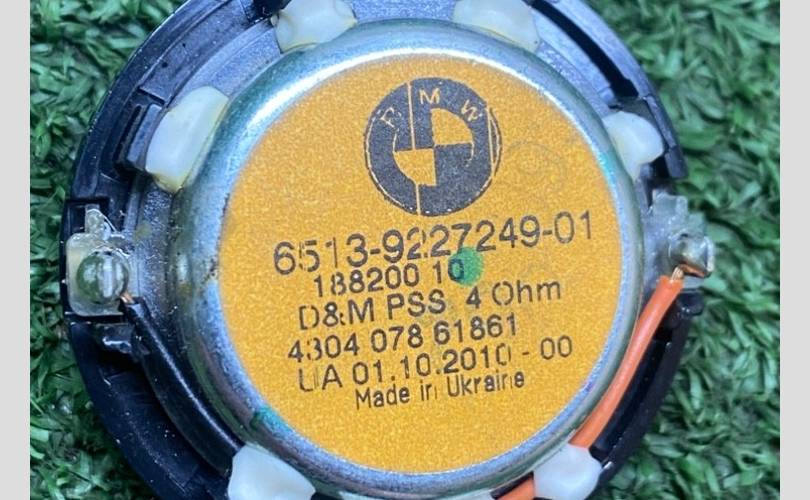 BMW
6513-9227249-01
188200 10
D&M PSS 4 Ohm
4304 078 61861
UA 01.10.2010 - 00
Made in Ukraine